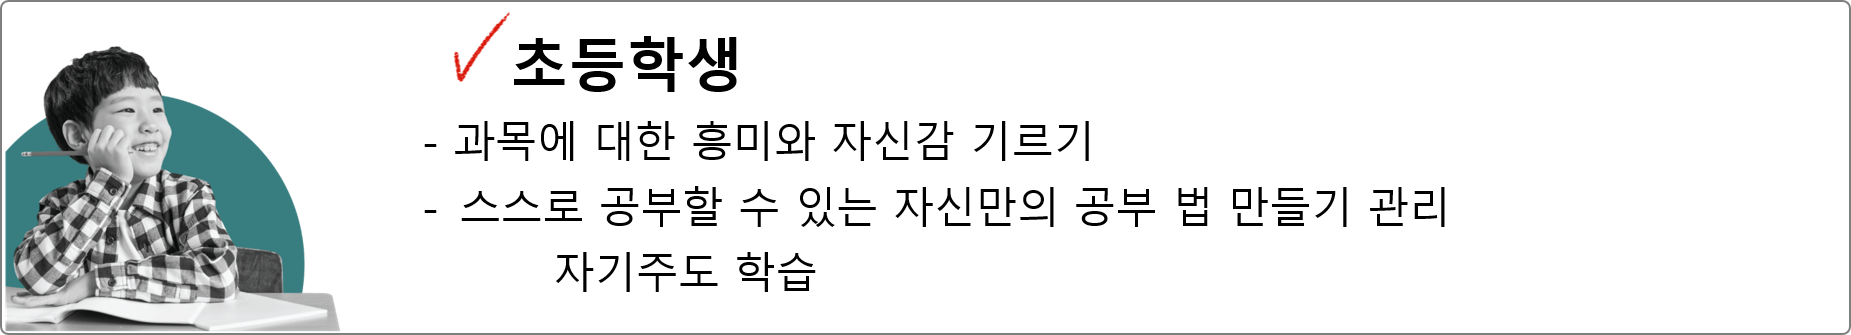 초등학생
- 과목에 대한 흥미와 자신감 기르기
- 스스로 공부할 수 있는 자신만의 공부 법 만들기 관리
자기주도 학습